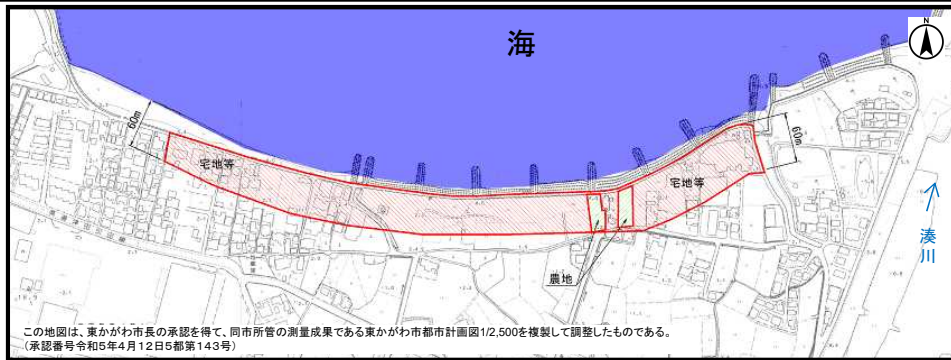 海
60m
宅地等
宅地等
60m
農地
湊川
この地図は、東かがわ市長の承認を得て、同市所管の測量成果である東かがわ市都市計画図1/2,500を複製して調整したものである。
(承認番号令和5年4月12日5都第143号)